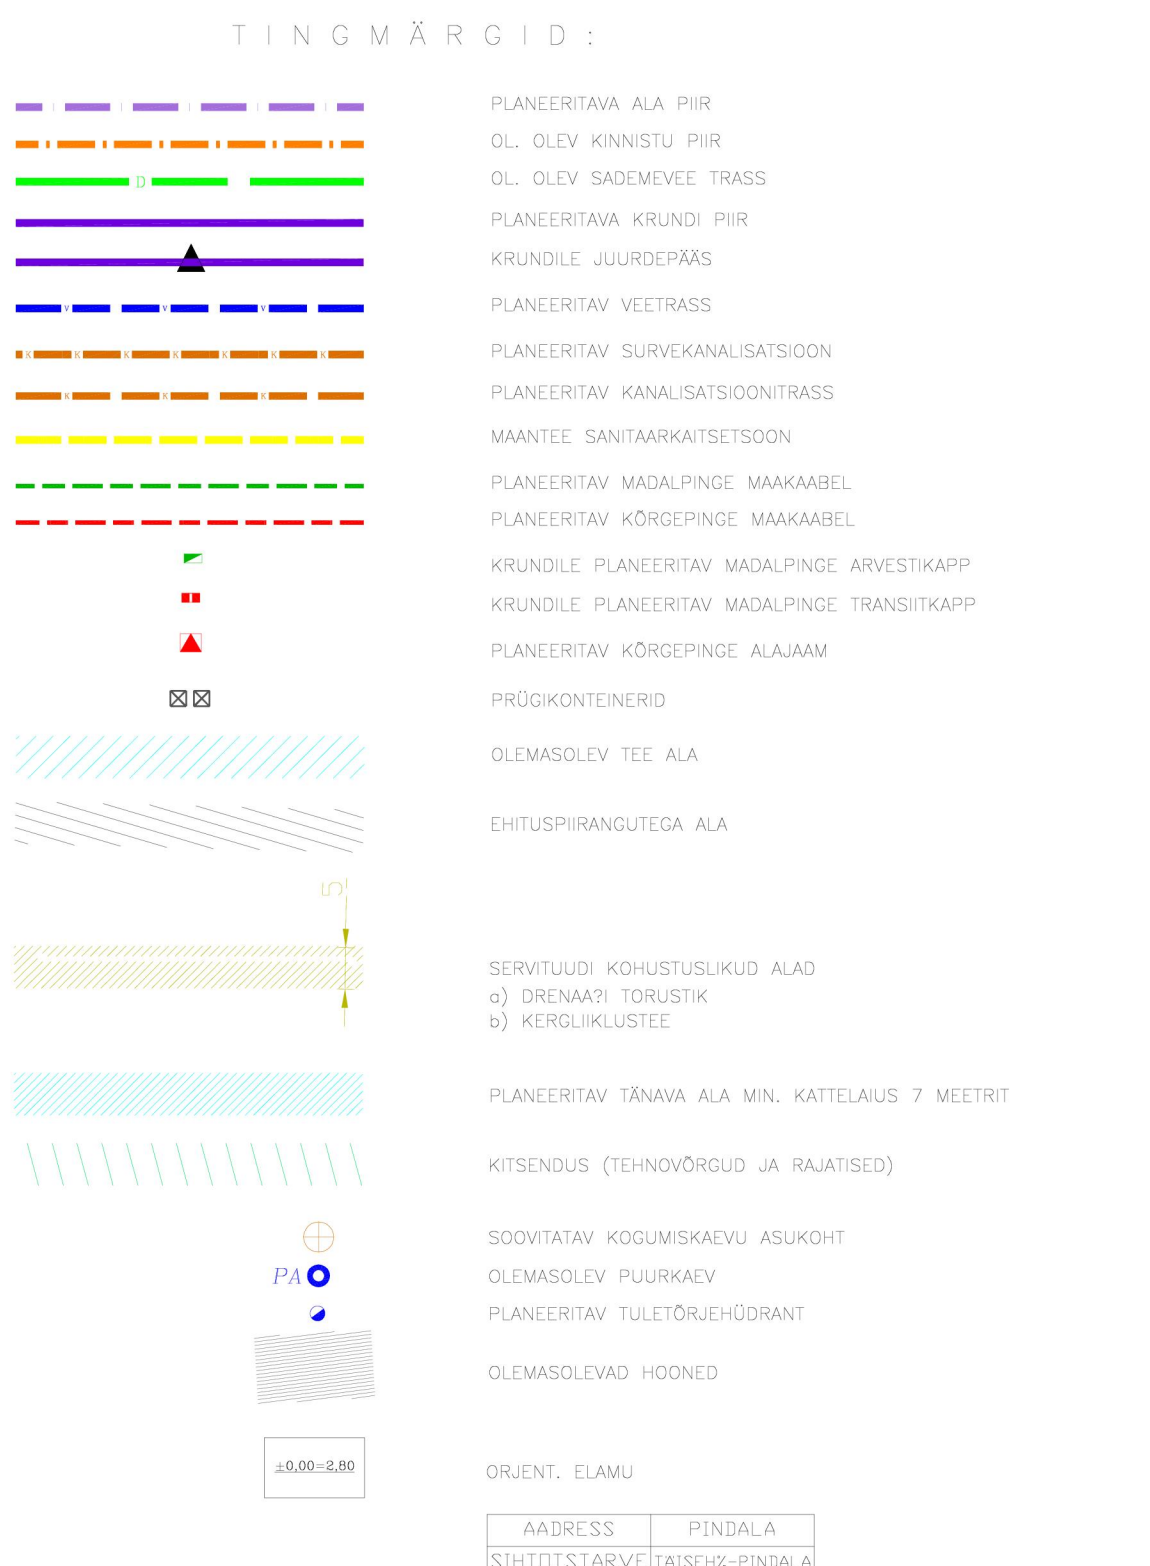 TINGMÄRGID:
PLANEERITAVA ALA PIIR
OL. OLEV KINNISTU PIIR
D OL. OLEV SADEMEVEE TRASS
PLANEERITAVA KRUNDI PIIR
KRUNDILE JUURDEPÄÄS
V V V PLANEERITAV VEETRASS
K K K K K K K PLANEERITAV SURVEKANALISATSIOON
K K K PLANEERITAV KANALISATSIOONITRASS
MAANTEE SANITAARKAITSETSOON
PLANEERITAV MADALPINGE MAAKAABEL
PLANEERITAV KÕRGEPINGE MAAKAABEL
KRUNDILE PLANEERITAV MADALPINGE ARVESTIKAPP
KRUNDILE PLANEERITAV MADALPINGE TRANSIITKAPP
PLANEERITAV KÕRGEPINGE ALAJAAM
PRÜGIKONTEINERID
OLEMASOLEV TEE ALA
EHITUSPIIRANGUTEGA ALA
5
SERVITUUDI KOHUSTUSLIKUD ALAD
a) DRENAA?I TORUSTIK
b) KERGLIIKLUSTEE
PLANEERITAV TÄNAVA ALA MIN. KATTELAIUS 7 MEETRIT
KITSENDUS (TEHNOVÕRGUD JA RAJATISED)
SOOVITATAV KOGUMISKAEVU ASUKOHT
PA OLEMASOLEV PUURKAEV
PLANEERITAV TULETÕRJEHÜDRANT
OLEMASOLEVAD HOONED
±0,00=2,80
ORJENT. ELAMU
AADRESS PINDALA
SIHTOTSTARVE TÄISEH%-PINDALA